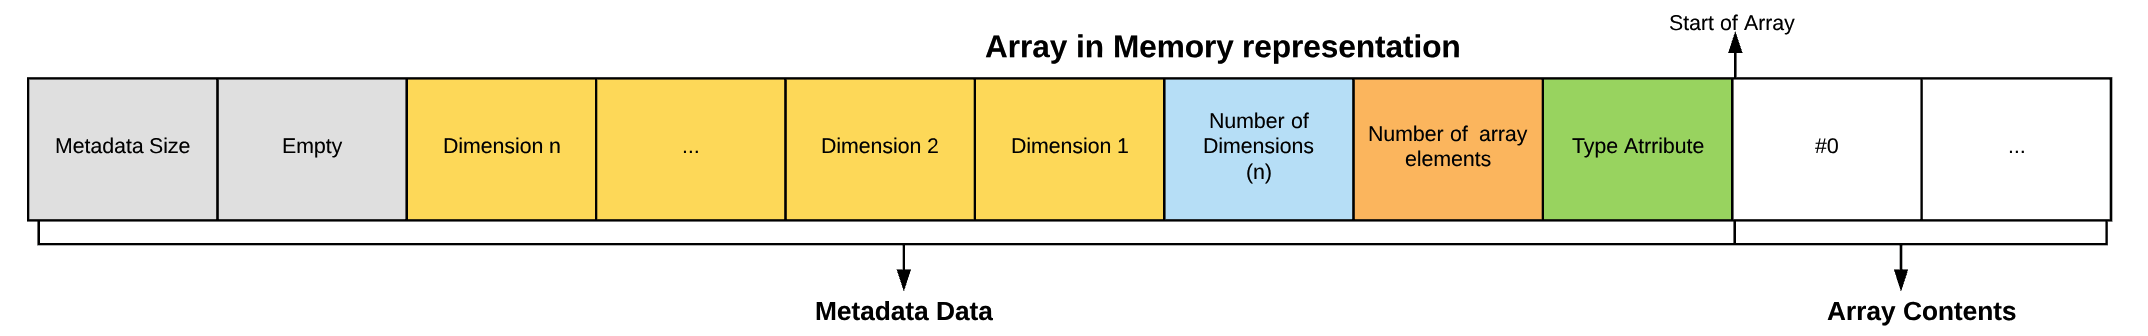 Start of Array
Array in Memory representation
Metadata Size
Empty
Dimension n
...
Dimension 2
Dimension 1
Number of
Dimensions
(n)
Number of array
elements
Type Atrribute
#0
...
Metadata Data
Array Contents